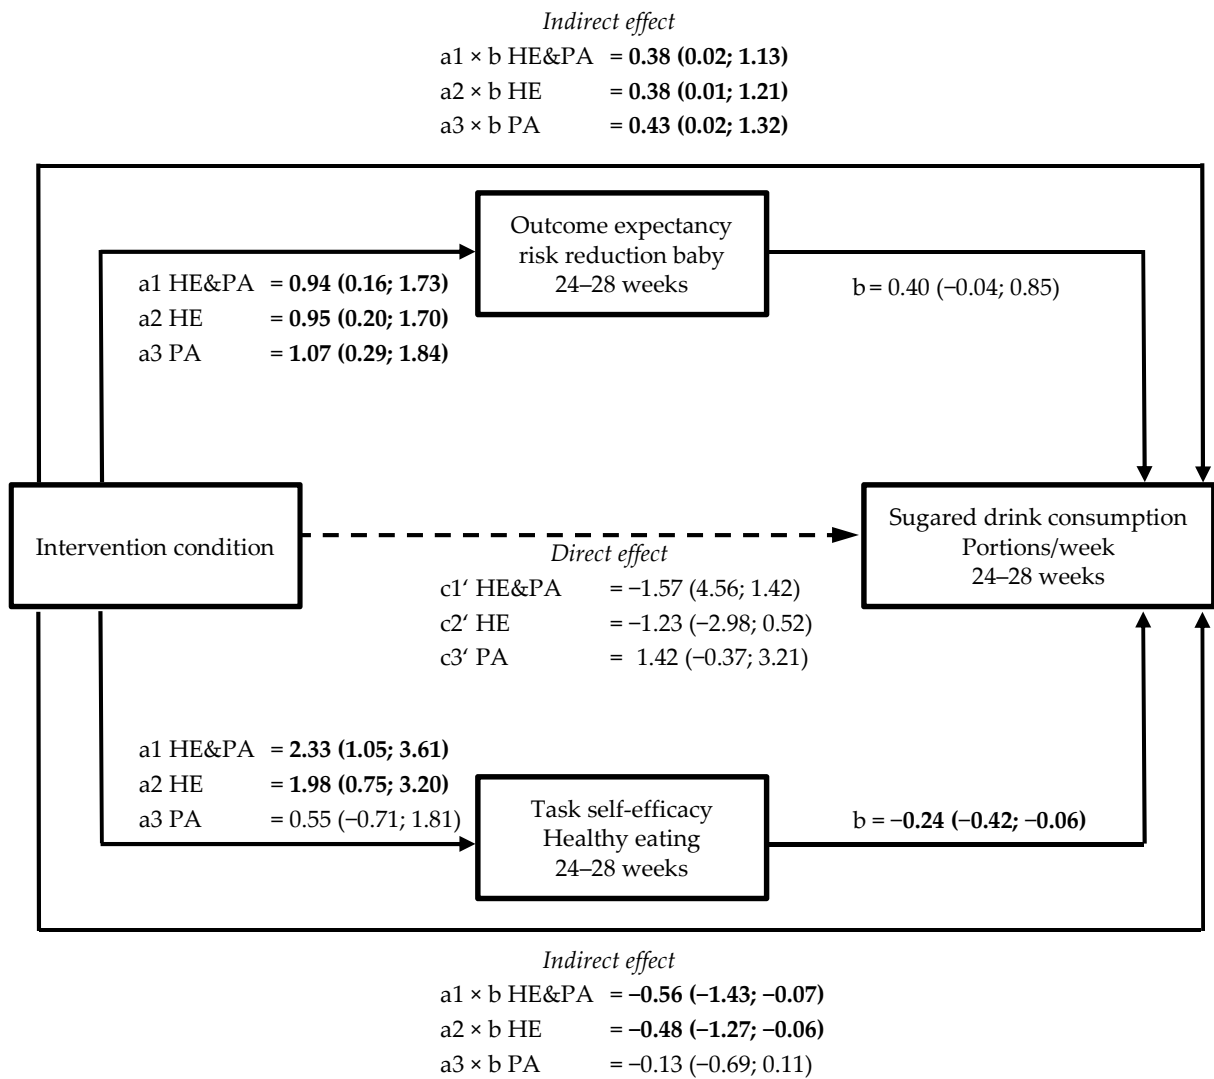 Indirect effect
a1 × b HE&PA = 0.38 (0.02; 1.13)
a2 × b HE = 0.38 (0.01; 1.21)
a3 × b PA = 0.43 (0.02; 1.32)
Outcome expectancy
risk reduction baby
24–28 weeks
a1 HE&PA = 0.94 (0.16; 1.73)
a2 HE = 0.95 (0.20; 1.70)
a3 PA = 1.07 (0.29; 1.84)
b = 0.40 (−0.04; 0.85)
Intervention condition
Direct effect
c1‘ HE&PA = −1.57 (4.56; 1.42)
c2‘ HE = −1.23 (−2.98; 0.52)
c3‘ PA = 1.42 (−0.37; 3.21)
Sugared drink consumption
Portions/week
24–28 weeks
a1 HE&PA = 2.33 (1.05; 3.61)
a2 HE = 1.98 (0.75; 3.20)
a3 PA = 0.55 (−0.71; 1.81)
Task self-efficacy
Healthy eating
24–28 weeks
b = −0.24 (−0.42; −0.06)
Indirect effect
a1 × b HE&PA = −0.56 (−1.43; −0.07)
a2 × b HE = −0.48 (−1.27; −0.06)
a3 × b PA = −0.13 (−0.69; 0.11)